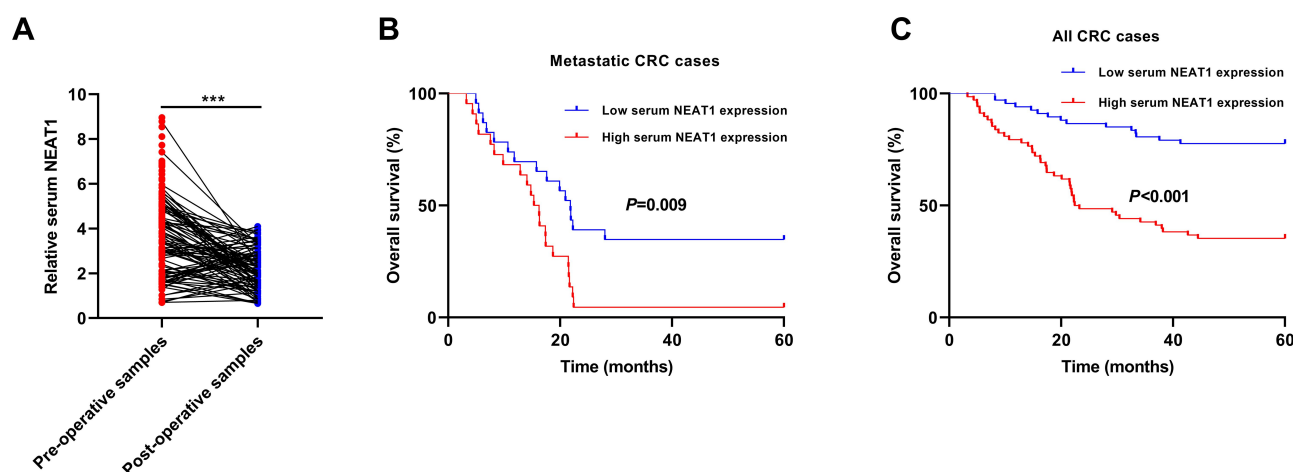 A
Relative serum NEAT1
10
8
6
4
2
0
***
Pre-operative samples
Post-operative samples
B
Metastatic CRC cases
Low serum NEAT1 expression
High serum NEAT1 expression
Overall survival (%)
100
50
0
P=0.009
0
20
40
60
Time (months)
C
All CRC cases
Low serum NEAT1 expression
High serum NEAT1 expression
Overall survival (%)
100
50
0
P<0.001
0
20
40
60
Time (months)